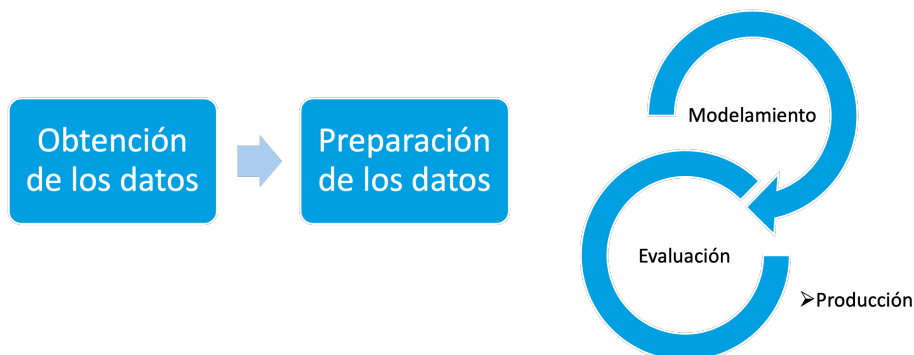 Obtención
de los datos
Preparación
de los datos
Modelamiento
Evaluación
➢Producción